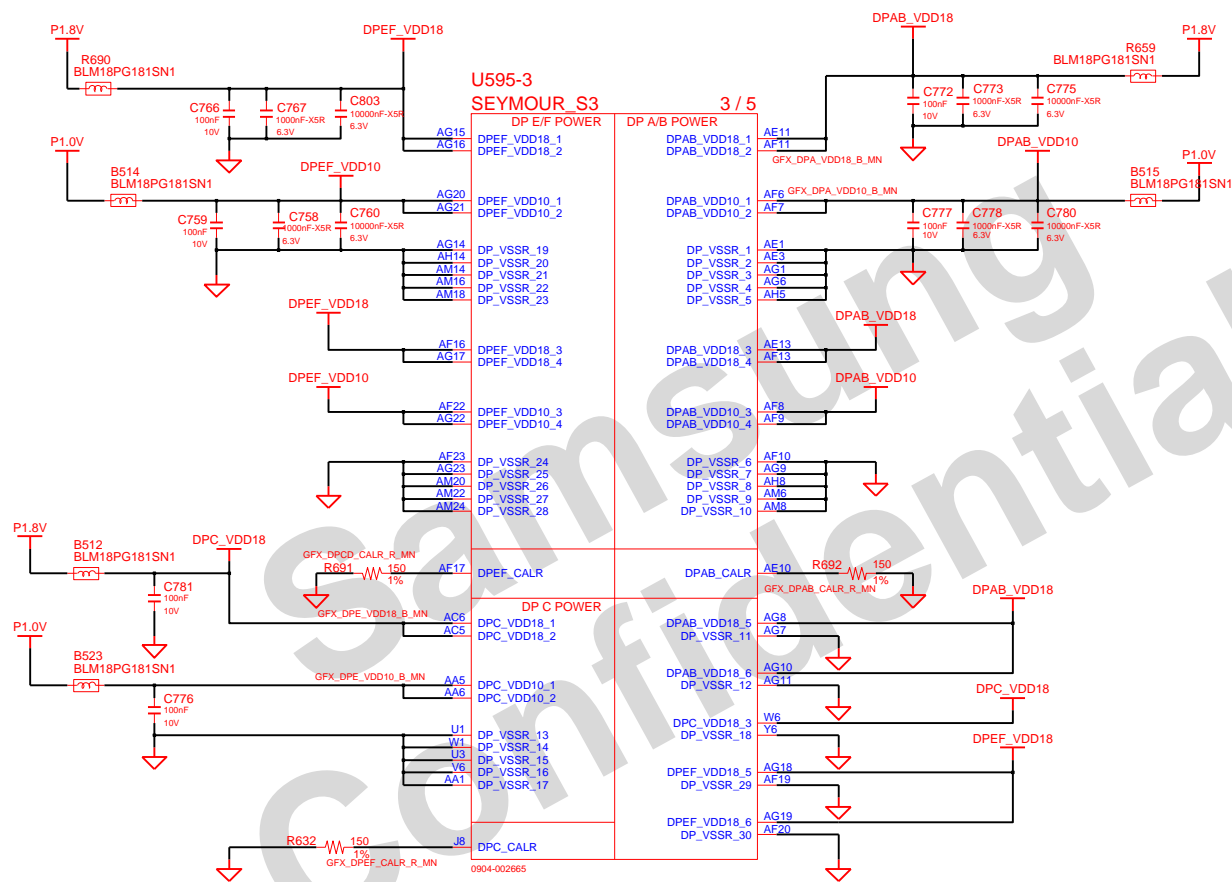 P1.8V
R690
BLM18PG181SN1
DPEF_VDD18
C766
100nF
10V
C767
1000nF-X5R
6.3V
C803
10000nF-X5R
6.3V
P1.0V
B514
BLM18PG181SN1
DPEF_VDD10
C759
100nF
10V
C758
1000nF-X5R
6.3V
C760
10000nF-X5R
6.3V
DPEF_VDD18
DPEF_VDD10
P1.8V
B512
BLM18PG181SN1
DPC_VDD18
C781
100nF
10V
P1.0V
B523
BLM18PG181SN1
C776
100nF
10V
GFX_DPCD_CALR_R_MN
R691
150
1%
GFX_DPE_VDD18_B_MN
GFX_DPE_VDD10_B_MN
R632
150
1%
GFX_DPEF_CALR_R_MN
U595-3
SEYMOUR_S3
3 / 5
DP E/F POWER
DP A/B POWER
AG15 DPEF_VDD18_1
AG16 DPEF_VDD18_2
AG20 DPEF_VDD10_1
AG21 DPEF_VDD10_2
AG14 DP_VSSR_19
AH14 DP_VSSR_20
AM14 DP_VSSR_21
AM16 DP_VSSR_22
AM18 DP_VSSR_23
AF16 DPEF_VDD18_3
AG17 DPEF_VDD18_4
AF22 DPEF_VDD10_3
AG22 DPEF_VDD10_4
AF23 DP_VSSR_24
AG23 DP_VSSR_25
AM20 DP_VSSR_26
AM22 DP_VSSR_27
AM24 DP_VSSR_28
AF17 DPEF_CALR
DP C POWER
AC6 DPC_VDD18_1
AC5 DPC_VDD18_2
AA5 DPC_VDD10_1
AA6 DPC_VDD10_2
U1 DP_VSSR_13
W1 DP_VSSR_14
U3 DP_VSSR_15
V6 DP_VSSR_16
AA1 DP_VSSR_17
J8 DPC_CALR
0904-002665
DPAB_VDD18_1 AE11
DPAB_VDD18_2 AF11
DPAB_VDD10_1 AF6
DPAB_VDD10_2 AF7
DP_VSSR_1 AE1
DP_VSSR_2 AE3
DP_VSSR_3 AG1
DP_VSSR_4 AG6
DP_VSSR_5 AH5
DPAB_VDD18_3 AE13
DPAB_VDD18_4 AF13
DPAB_VDD10_3 AF8
DPAB_VDD10_4 AF9
DP_VSSR_6 AF10
DP_VSSR_7 AG9
DP_VSSR_8 AH8
DP_VSSR_9 AM6
DP_VSSR_10 AM8
DPAB_CALR AE10
DPAB_VDD18_5 AG8
DP_VSSR_11 AG7
DPAB_VDD18_6 AG10
DP_VSSR_12 AG11
DPC_VDD18_3 W6
DP_VSSR_18 Y6
DPEF_VDD18_5 AG18
DP_VSSR_29 AF19
DPEF_VDD18_6 AG19
DP_VSSR_30 AF20
DPAB_VDD18
P1.8V
R659
BLM18PG181SN1
C772
100nF
10V
C773
1000nF-X5R
6.3V
C775
10000nF-X5R
6.3V
GFX_DPA_VDD18_B_MN
DPAB_VDD10
P1.0V
B515
BLM18PG181SN1
GFX_DPA_VDD10_B_MN
C777
100nF
10V
C778
1000nF-X5R
6.3V
C780
10000nF-X5R
6.3V
DPAB_VDD18
DPAB_VDD10
R692
150
1%
GFX_DPAB_CALR_R_MN
DPAB_VDD18
DPC_VDD18
DPEF_VDD18
Samsung
Confidential